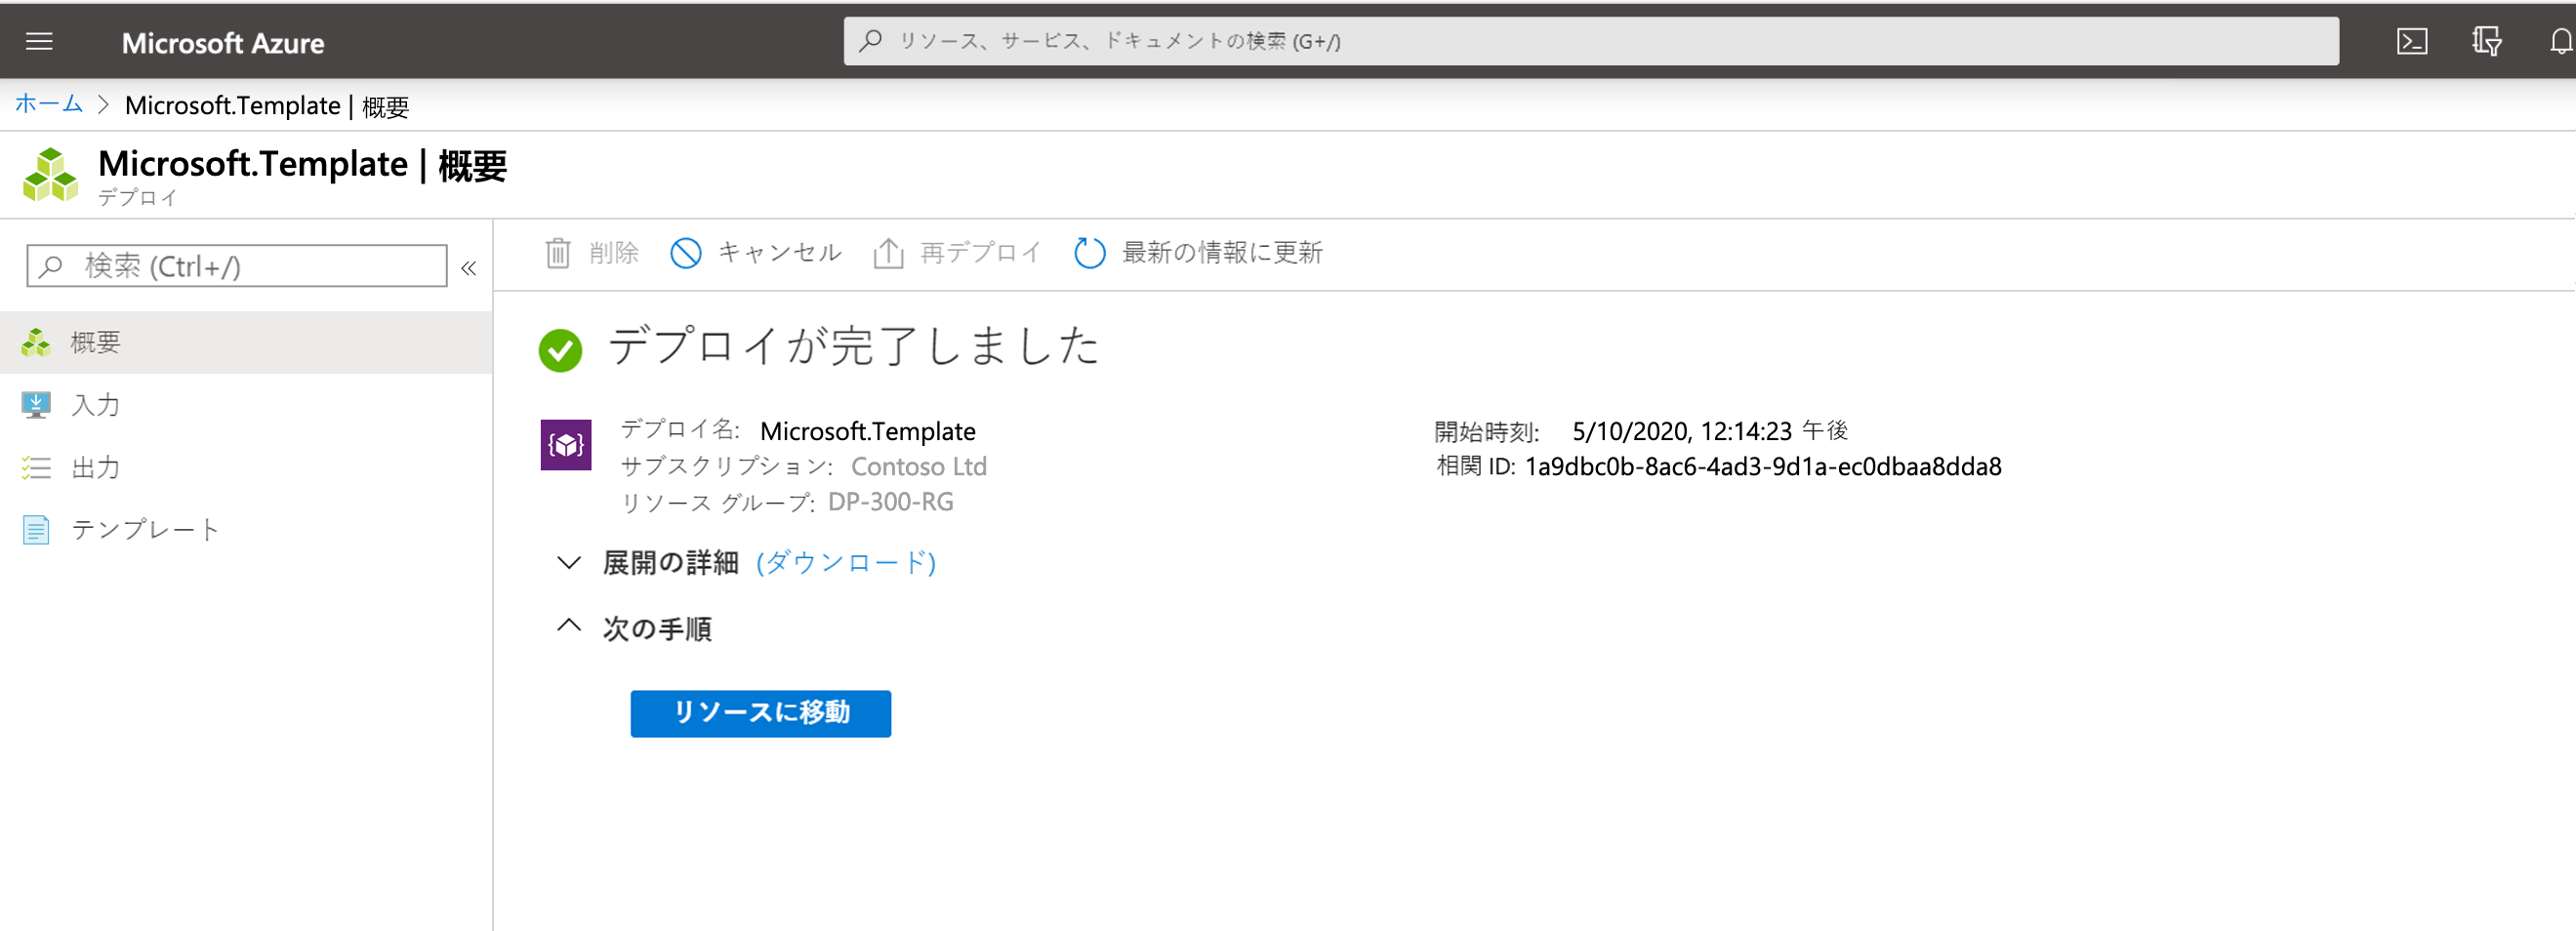 Microsoft Azure
リソース、サービス、ドキュメントの検索 (G+/)
ホーム > Microsoft.Template | 概要
Microsoft.Template | 概要
デプロイ
検索 (Ctrl+/)
«
概要
入力
出力
テンプレート
削除 キャンセル 再デプロイ 最新の情報に更新
デプロイが完了しました
デプロイ名: Microsoft.Template
サブスクリプション: Contoso Ltd
リソース グループ: DP-300-RG
開始時刻: 5/10/2020, 12:14:23 午後
相関 ID: 1a9dbc0b-8ac6-4ad3-9d1a-ec0dbaa8dda8
展開の詳細 (ダウンロード)
次の手順
リソースに移動